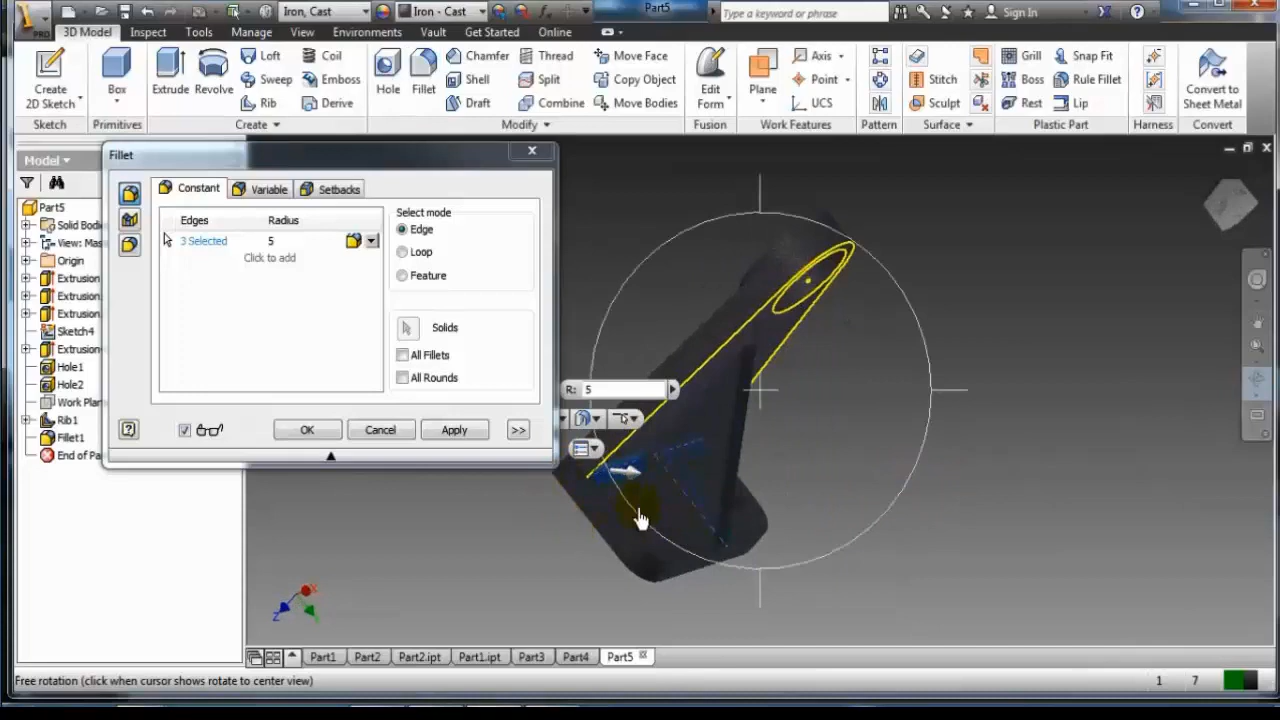 PRO
Iron, Cast
Iron - Cast
Part5
Type a keyword or phrase
Sign In
3D Model Inspect Tools Manage View Environments Vault Get Started Online
Create 2D Sketch
Box
Extrude
Revolve
Loft
Sweep
Rib
Coil
Emboss
Derive
Hole
Fillet
Chamfer
Shell
Draft
Thread
Split
Combine
Move Face
Copy Object
Move Bodies
Edit Form
Plane
Axis
Point
UCS
Stitch
Sculpt
Grill
Boss
Rest
Snap Fit
Rule Fillet
Lip
Convert to Sheet Metal
Sketch Primitives Create Modify Fusion Work Features Pattern Surface Plastic Part Harness Convert
Model
Part5
Solid Bod
View: Mas
Origin
Extrusion
Extrusion
Extrusion
Sketch4
Extrusion
Hole1
Hole2
Work Plan
Rib1
Fillet1
End of Pa
Fillet
Constant Variable Setbacks
Edges Radius
3 Selected 5
Click to add
Select mode
Edge
Loop
Feature
Solids
All Fillets
All Rounds
OK Cancel Apply >>
R: 5
X
Z
Part1 Part2 Part2.ipt Part1.ipt Part3 Part4 Part5
Free rotation (click when cursor shows rotate to center view) 1 7